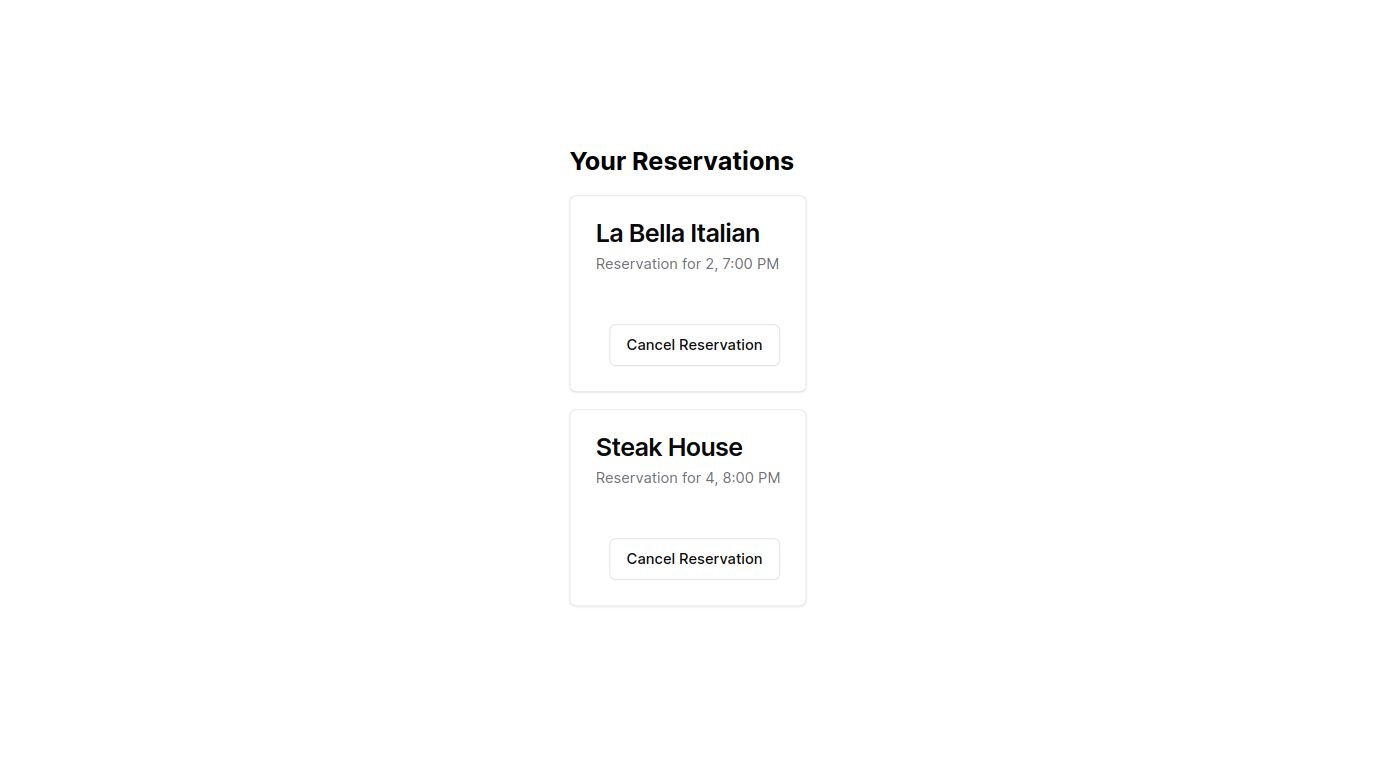 Your Reservations
La Bella Italian
Reservation for 2, 7:00 PM
Cancel Reservation
Steak House
Reservation for 4, 8:00 PM
Cancel Reservation